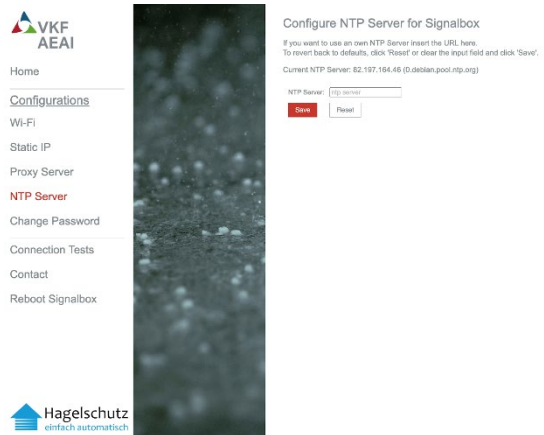 VKF
AEAI
Home
Configurations
Wi-Fi
Static IP
Proxy Server
NTP Server
Change Password
Connection Tests
Contact
Reboot Signalbox
Hagelschutz
einfach automatisch
Configure NTP Server for Signalbox
If you want to use an own NTP Server insert the URL here.
To revert back to defaults, click 'Reset' or clear the input field and click 'Save'.
Current NTP Server: 82.197.164.46 (0.debian.pool.ntp.org)
NTP Server: ntp server
Save Reset